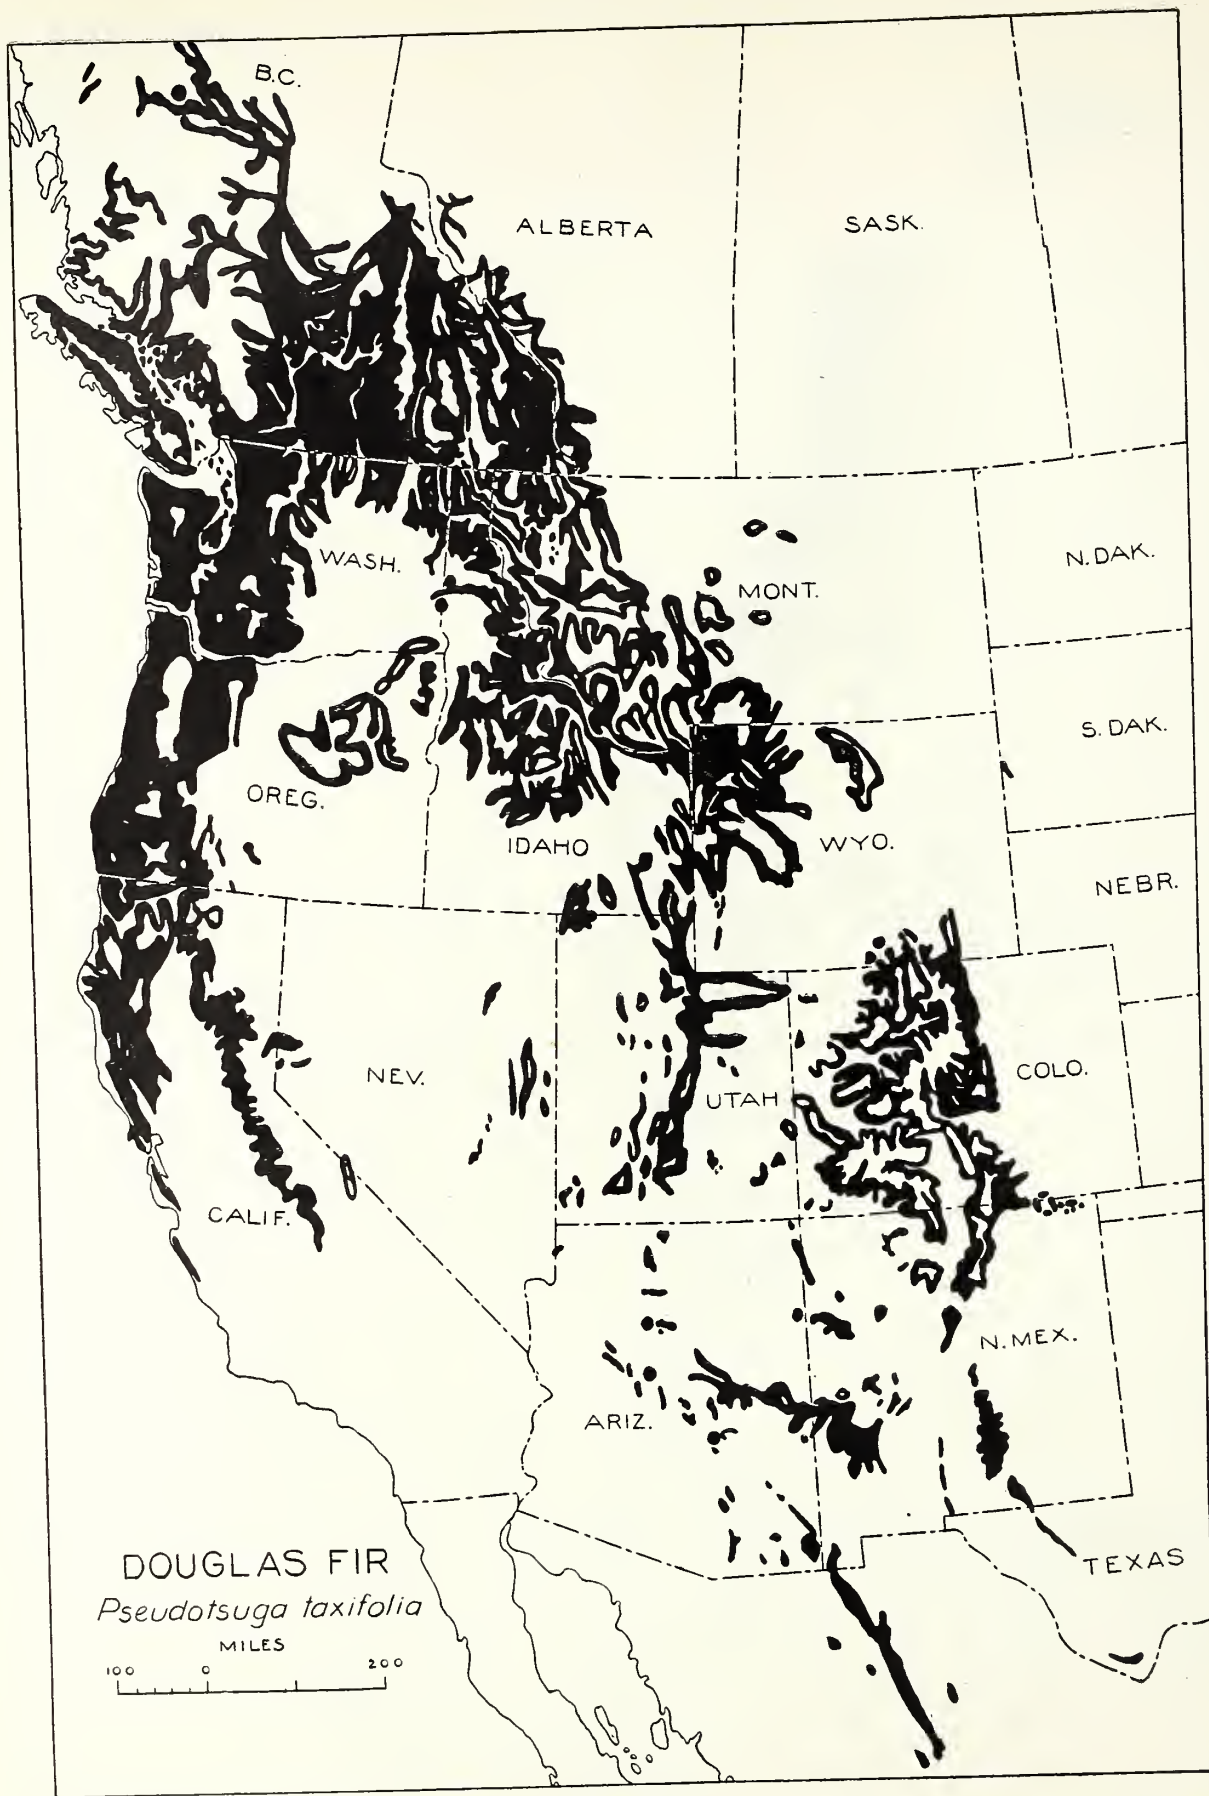 B.C.
ALBERTA
SASK.
WASH.
MONT.
N. DAK.
S. DAK.
OREG.
IDAHO
WYO.
NEBR.
NEV.
UTAH
COLO.
CALIF.
N. MEX.
ARIZ.
TEXAS
DOUGLAS FIR
Pseudotsuga taxifolia
MILES
100 0 200